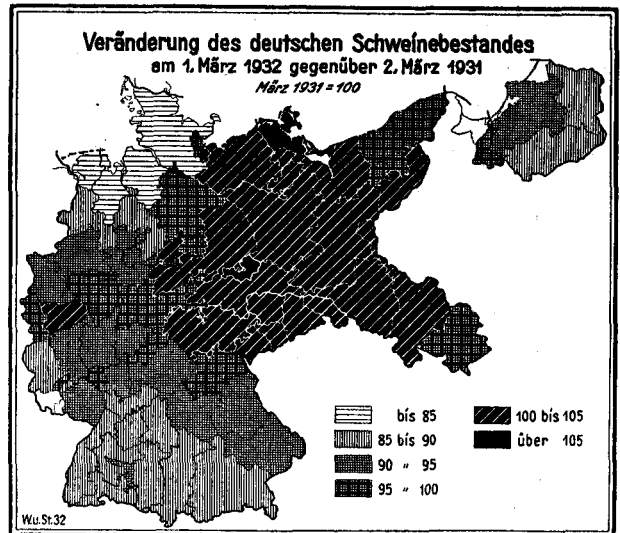 Veränderung des deutschen Schweinebestandes
am 1. März 1932 gegenüber 2. März 1931
März 1931 = 100
bis 85
85 bis 90
90 „ 95
95 „ 100
100 bis 105
über 105
W.u.St.32